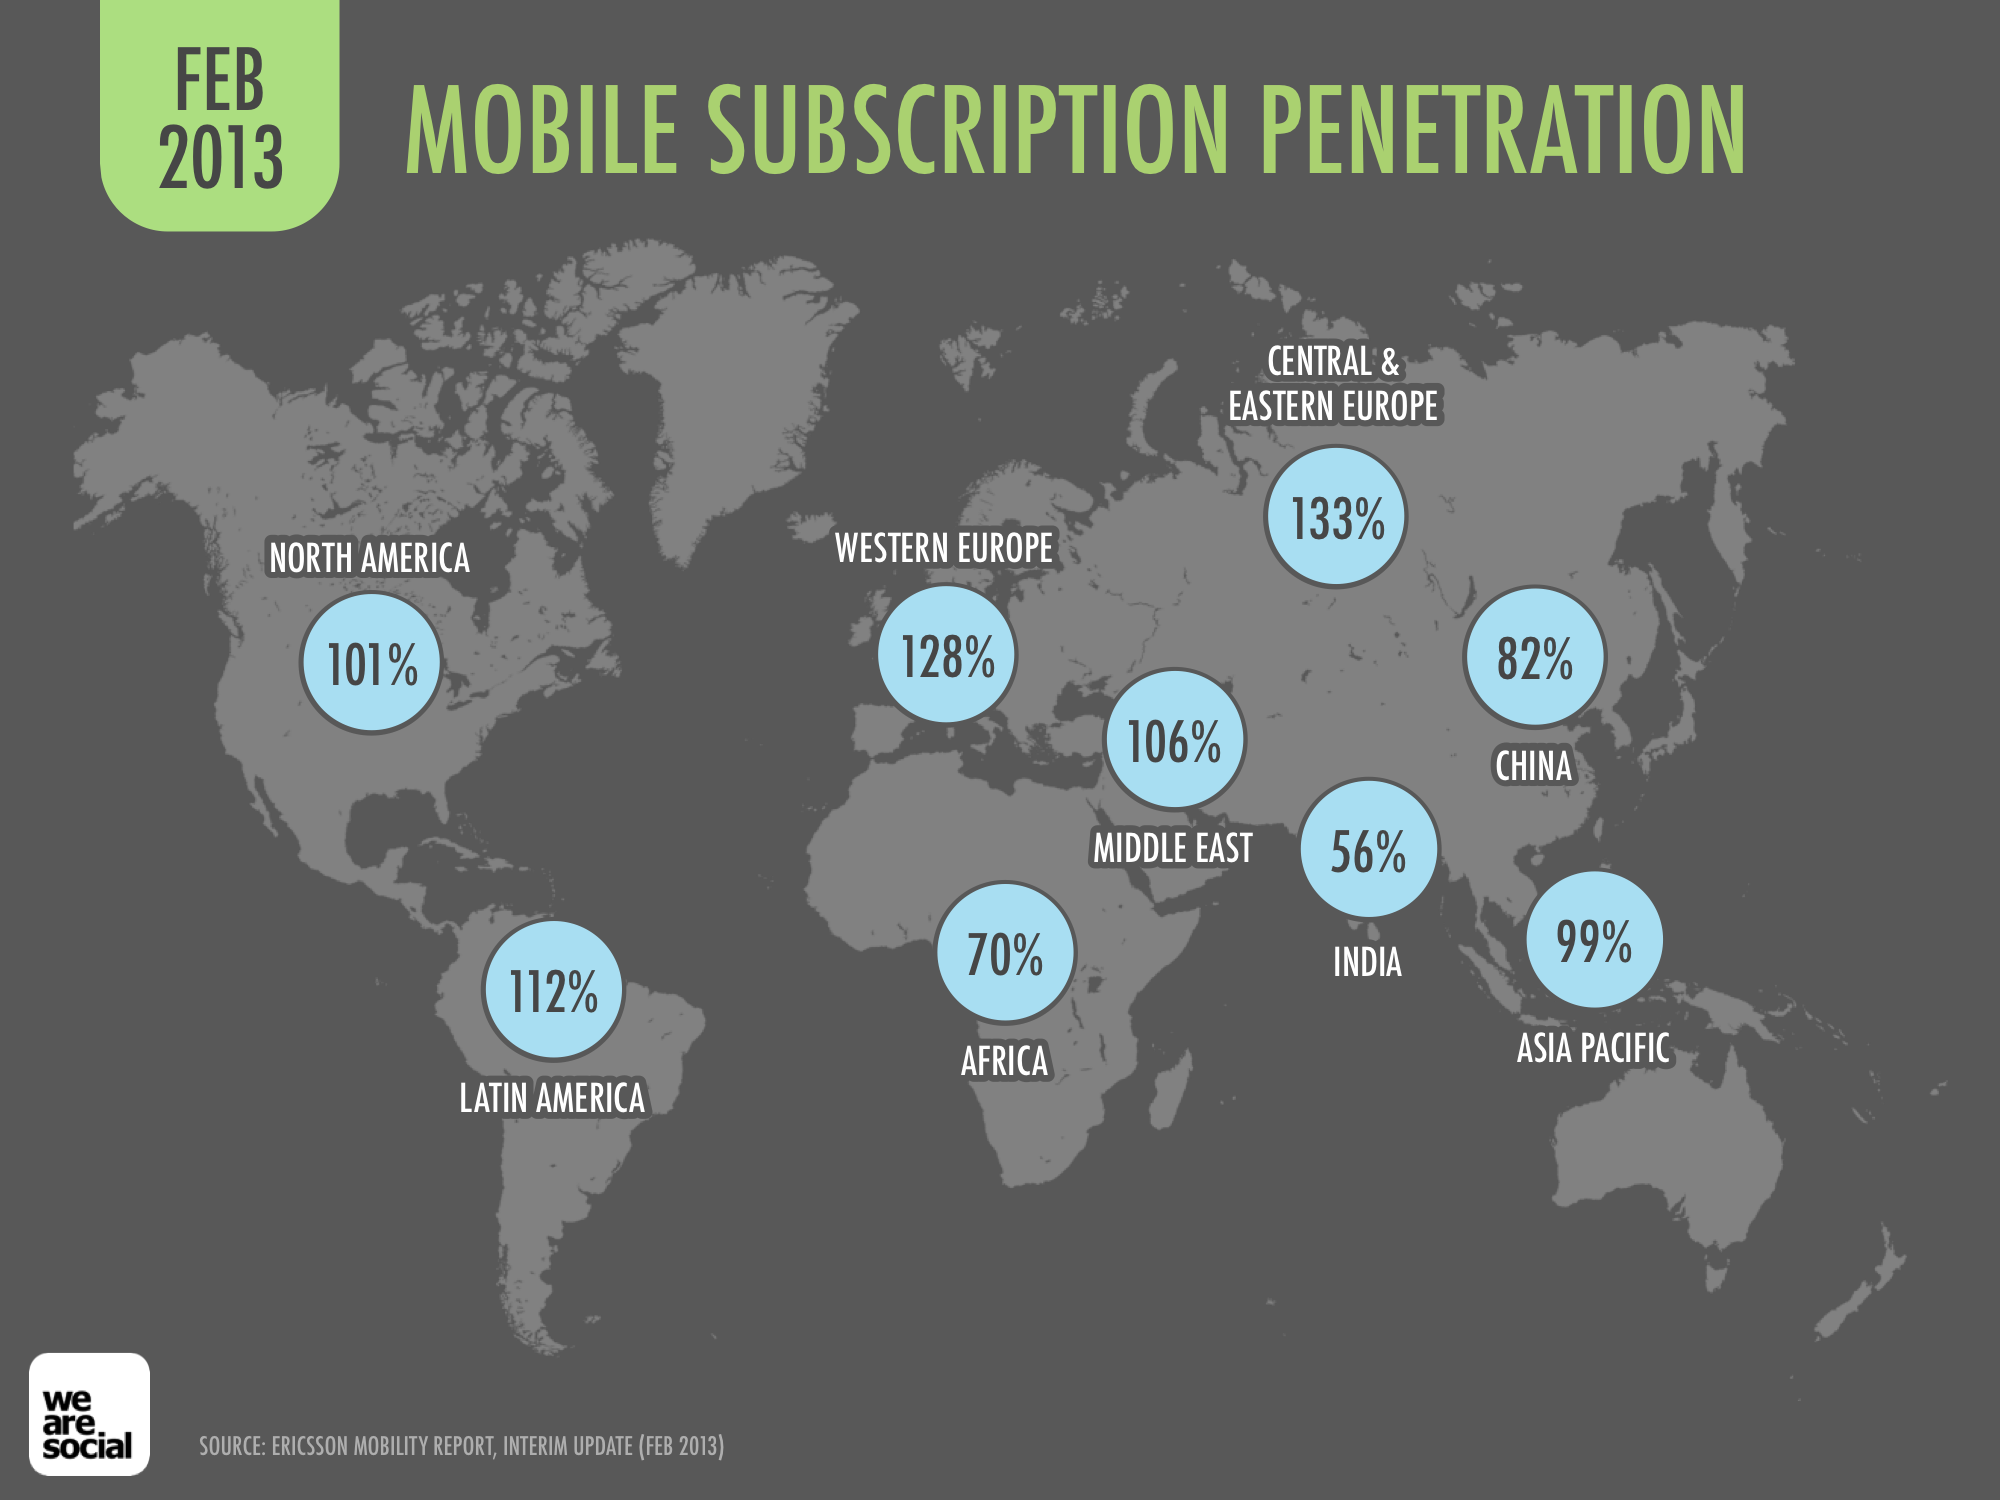 FEB
2013
MOBILE SUBSCRIPTION PENETRATION
CENTRAL &
EASTERN EUROPE
133%
NORTH AMERICA
101%
WESTERN EUROPE
128%
82%
CHINA
106%
MIDDLE EAST
56%
INDIA
99%
ASIA PACIFIC
70%
AFRICA
112%
LATIN AMERICA
we
are.
social
SOURCE: ERICSSON MOBILITY REPORT, INTERIM UPDATE (FEB 2013)